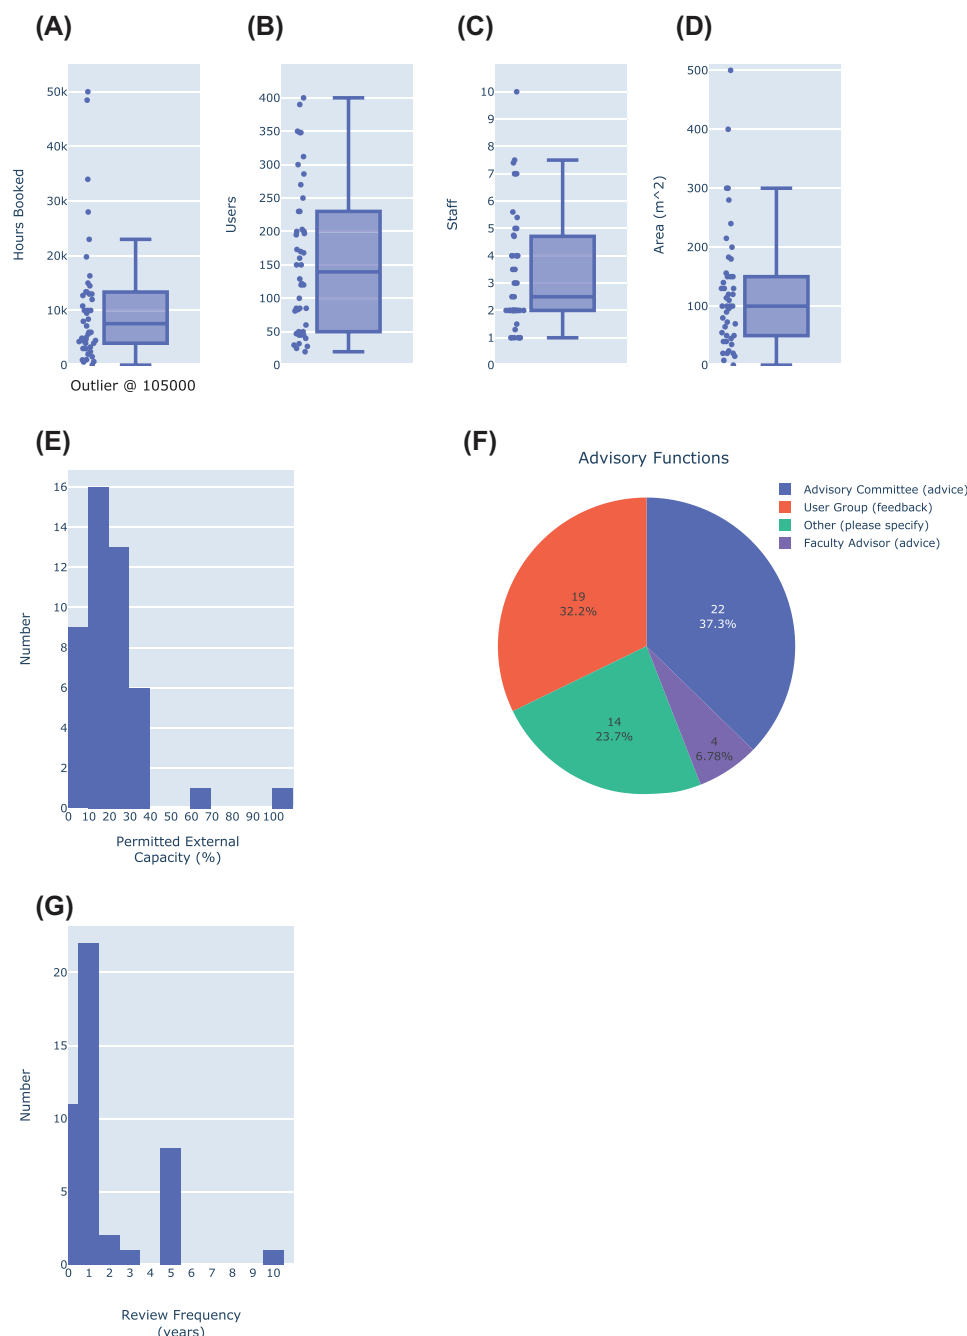 (A)
(B)
(C)
(D)
Hours Booked
50k
40k
30k
20k
10k
0
Outlier @ 105000
Users
400
350
300
250
200
150
100
50
0
Staff
10
9
8
7
6
5
4
3
2
1
0
Area (m^2)
500
400
300
200
100
0
(E)
Number
16
14
12
10
8
6
4
2
0
0 10 20 30 40 50 60 70 80 90 100
Permitted External
Capacity (%)
(F)
Advisory Functions
Advisory Committee (advice)
User Group (feedback)
Other (please specify)
Faculty Advisor (advice)
19
32.2%
22
37.3%
14
23.7%
4
6.78%
(G)
Number
20
15
10
5
0
0 1 2 3 4 5 6 7 8 9 10
Review Frequency
(years)